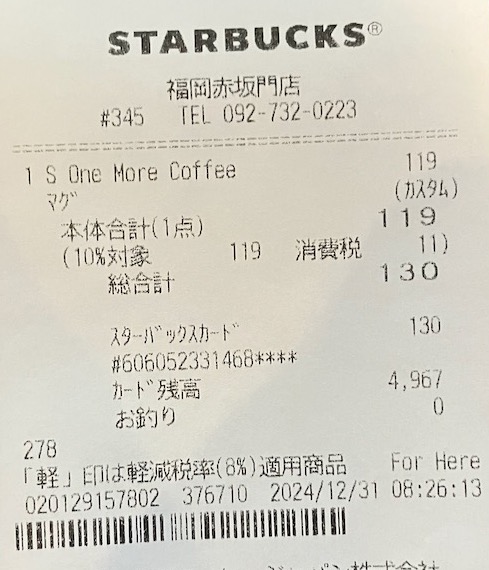 STARBUCKS®
福岡赤坂門店
#345 TEL 092-732-0223
1 S One More Coffee 119
マグ (カスタム)
本体合計(1点) 119
(10%対象 119 消費税 11)
総合計 130
スターバックスカード 130
#606052331468****
カード残高 4,967
お釣り 0
278
「軽」印は軽減税率(8%)適用商品 For Here
020129157802 376710 2024/12/31 08:26:13